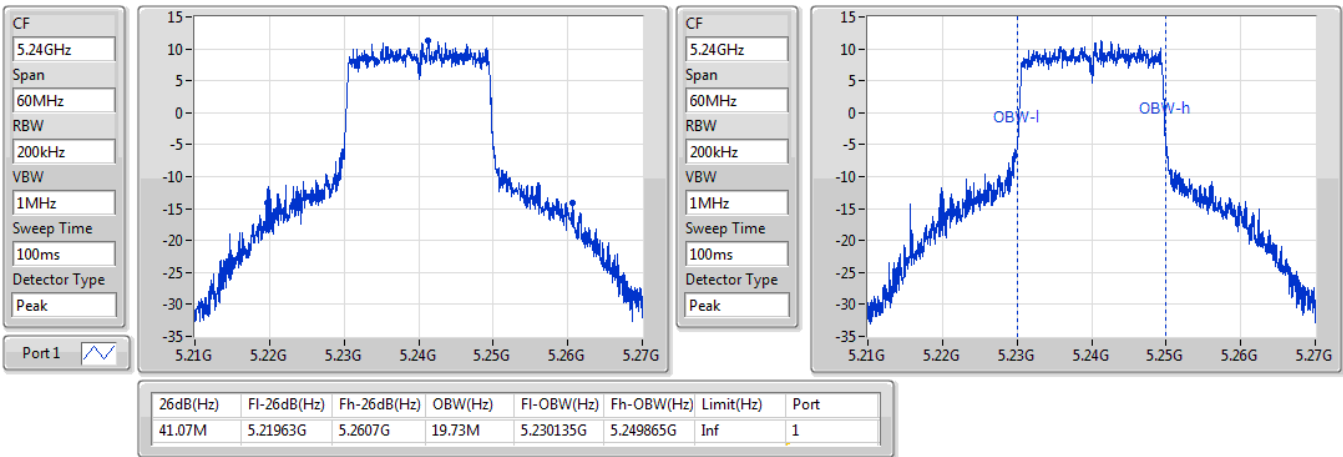 CF
5.24GHz
Span
60MHz
RBW
200kHz
VBW
1MHz
Sweep Time
100ms
Detector Type
Peak
Port 1
15
10
5
0
-5
-10
-15
-20
-25
-30
-35
5.21G 5.22G 5.23G 5.24G 5.25G 5.26G 5.27G
CF
5.24GHz
Span
60MHz
RBW
200kHz
VBW
1MHz
Sweep Time
100ms
Detector Type
Peak
15
10
5
0
-5
-10
-15
-20
-25
-30
-35
OBW-l OBW-h
5.21G 5.22G 5.23G 5.24G 5.25G 5.26G 5.27G
26dB(Hz) Fl-26dB(Hz) Fh-26dB(Hz) OBW(Hz) Fl-OBW(Hz) Fh-OBW(Hz) Limit(Hz) Port
41.07M 5.21963G 5.2607G 19.73M 5.230135G 5.249865G Inf 1